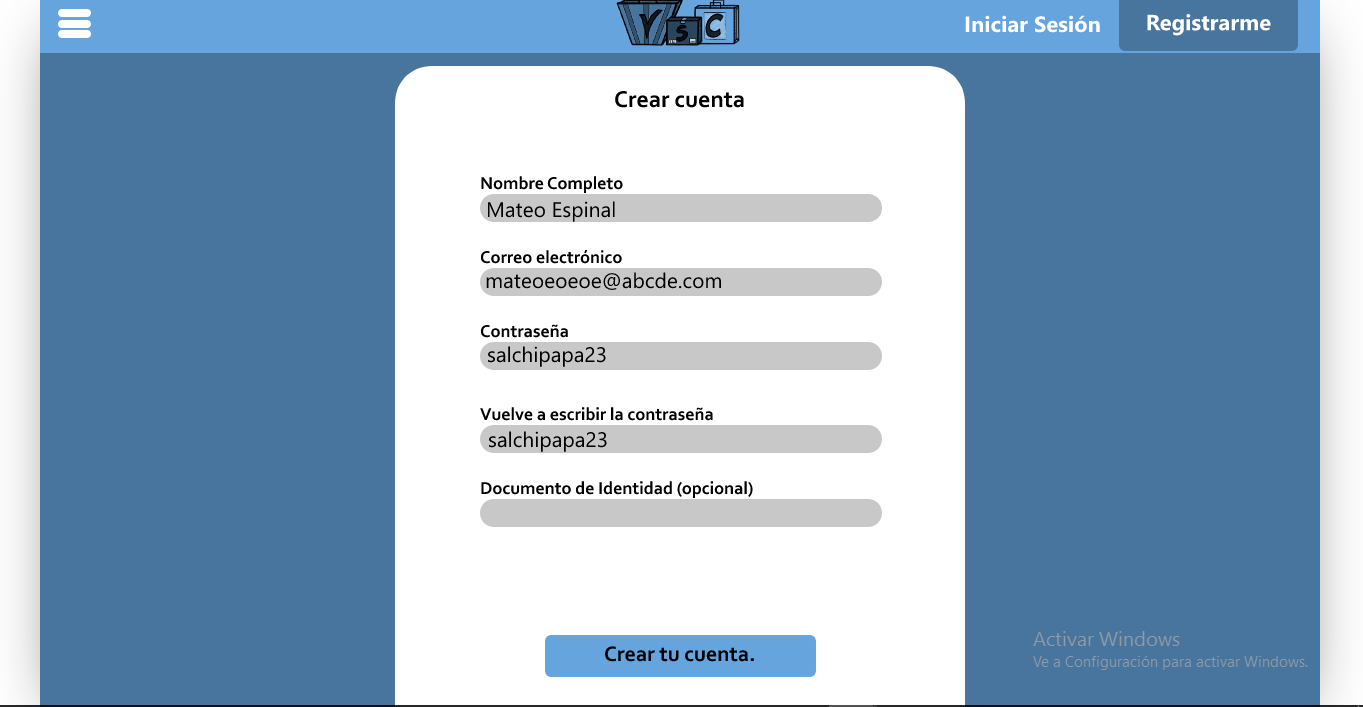 VsC
Iniciar Sesión
Registrarme
Crear cuenta
Nombre Completo
Mateo Espinal
Correo electrónico
mateoeoeoe@abcde.com
Contraseña
salchipapa23
Vuelve a escribir la contraseña
salchipapa23
Documento de Identidad (opcional)
Crear tu cuenta.
Activar Windows
Ve a Configuración para activar Windows.